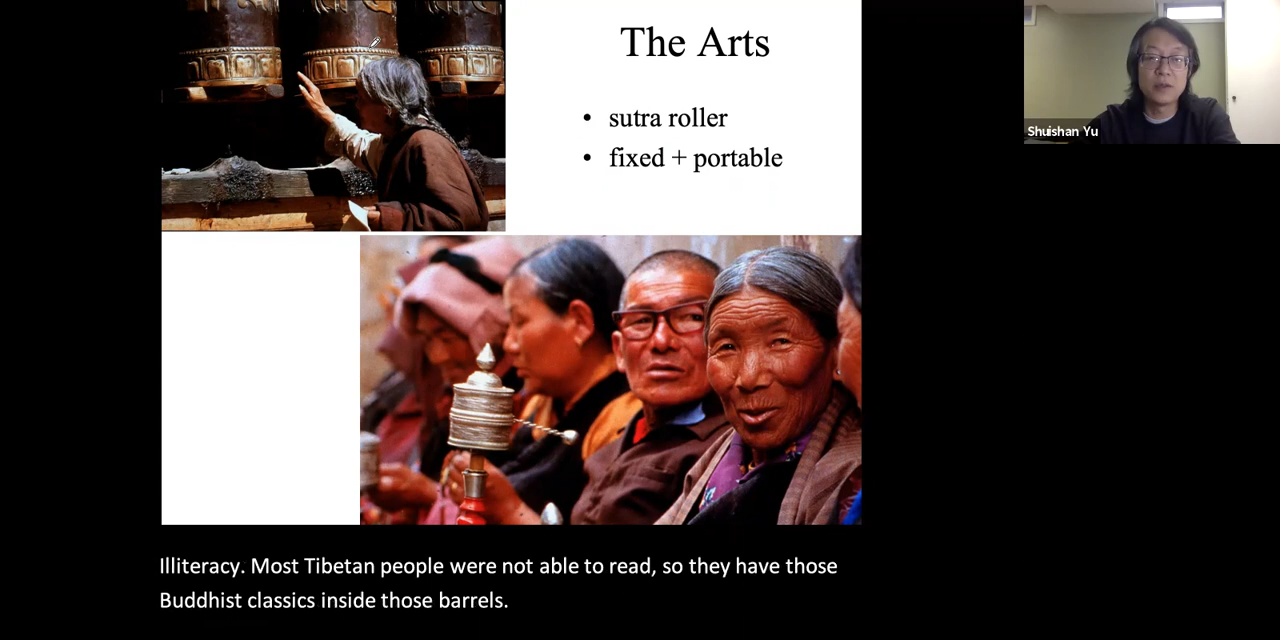 The Arts
• sutra roller
• fixed + portable
Shuishan Yu
Illiteracy. Most Tibetan people were not able to read, so they have those
Buddhist classics inside those barrels.